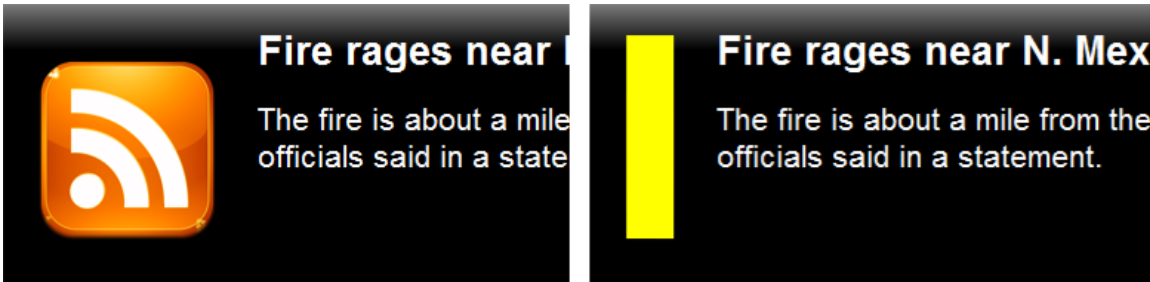 Fire rages near
The fire is about a mile
officials said in a state
Fire rages near N. Mex
The fire is about a mile from the
officials said in a statement.